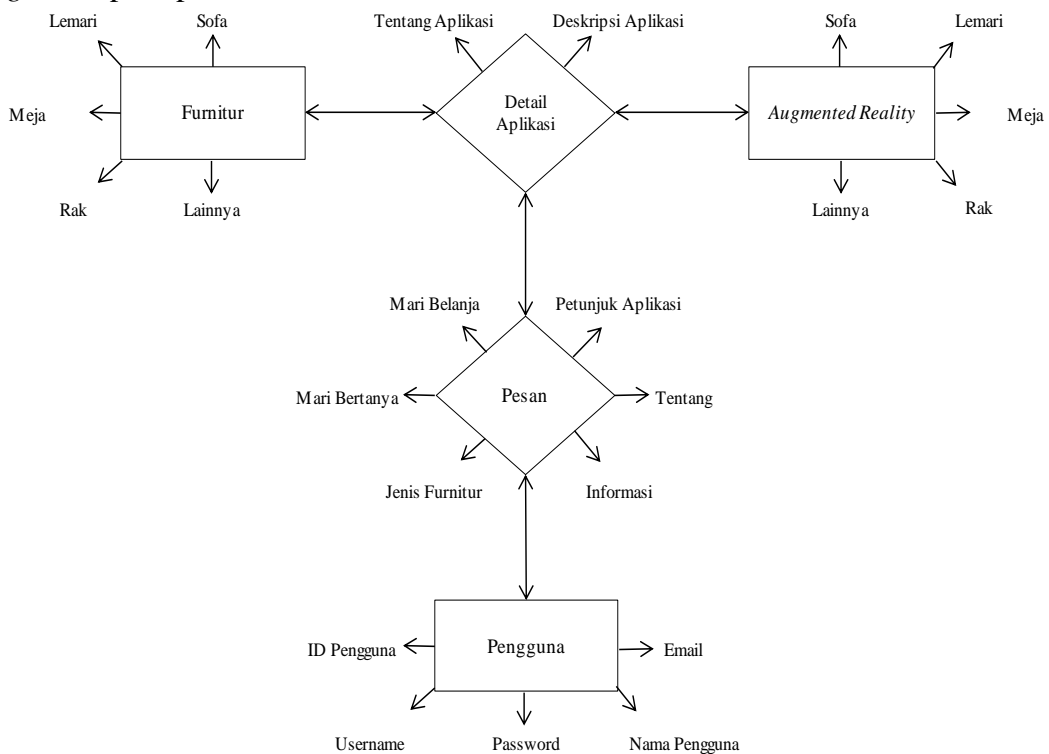 Lemari
Sofa
Tentang Aplikasi
Deskripsi Aplikasi
Sofa
Lemari
Meja
Furnitur
Detail
Aplikasi
Augmented Reality
Meja
Rak
Lainnya
Lainnya
Rak
Mari Belanja
Petunjuk Aplikasi
Mari Bertanya
Pesan
Tentang
Jenis Furnitur
Informasi
ID Pengguna
Pengguna
Email
Username
Password
Nama Pengguna